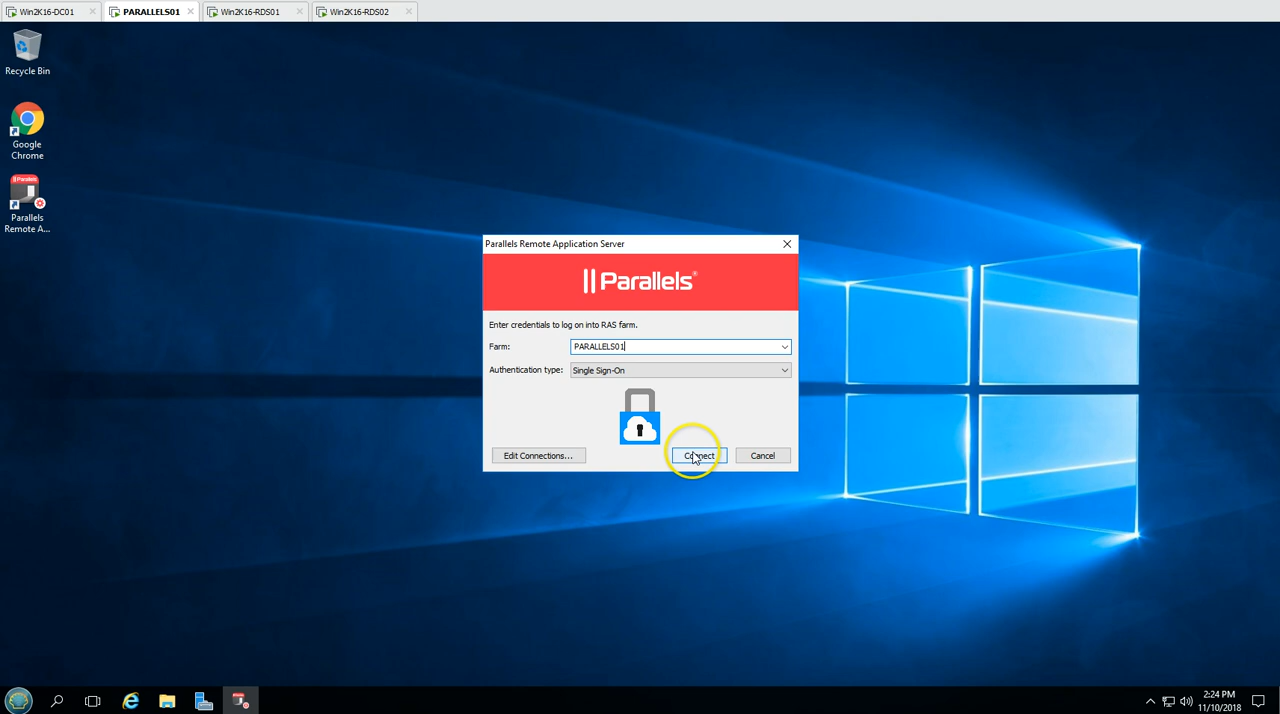 Win2K16-DC01
PARALLELS01
Win2K16-RDS01
Win2K16-RDS02
Recycle Bin
Google
Chrome
Parallels
Parallels
Remote A...
Parallels Remote Application Server
Parallels®
Enter credentials to log on into RAS farm.
Farm: PARALLELS01
Authentication type: Single Sign-On
Edit Connections... Connect Cancel
2:24 PM
11/10/2018